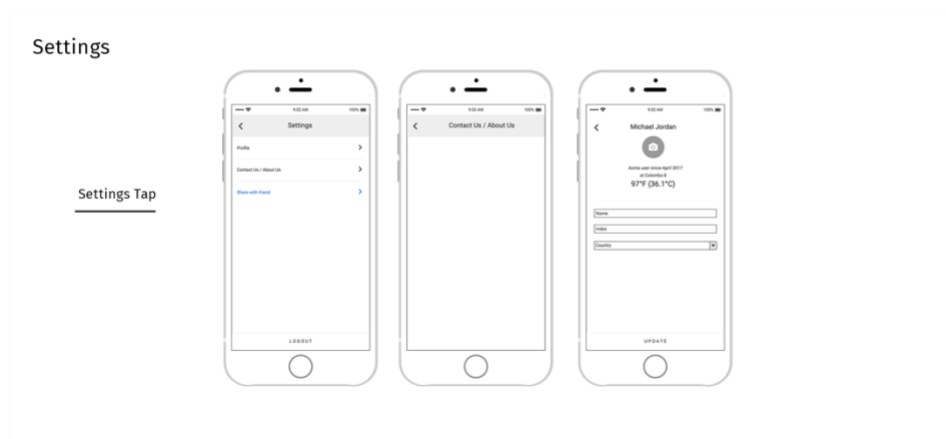 Settings
Settings Tap
9:02 AM
100%
Settings
Profile
Contact Us / About Us
Share with friend
LOGOUT
9:02 AM
100%
Contact Us / About Us
9:02 AM
100%
Michael Jordan
Acme user since April 2017
at Colombo 8
97°F (36.1°C)
Name
Index
Country
UPDATE